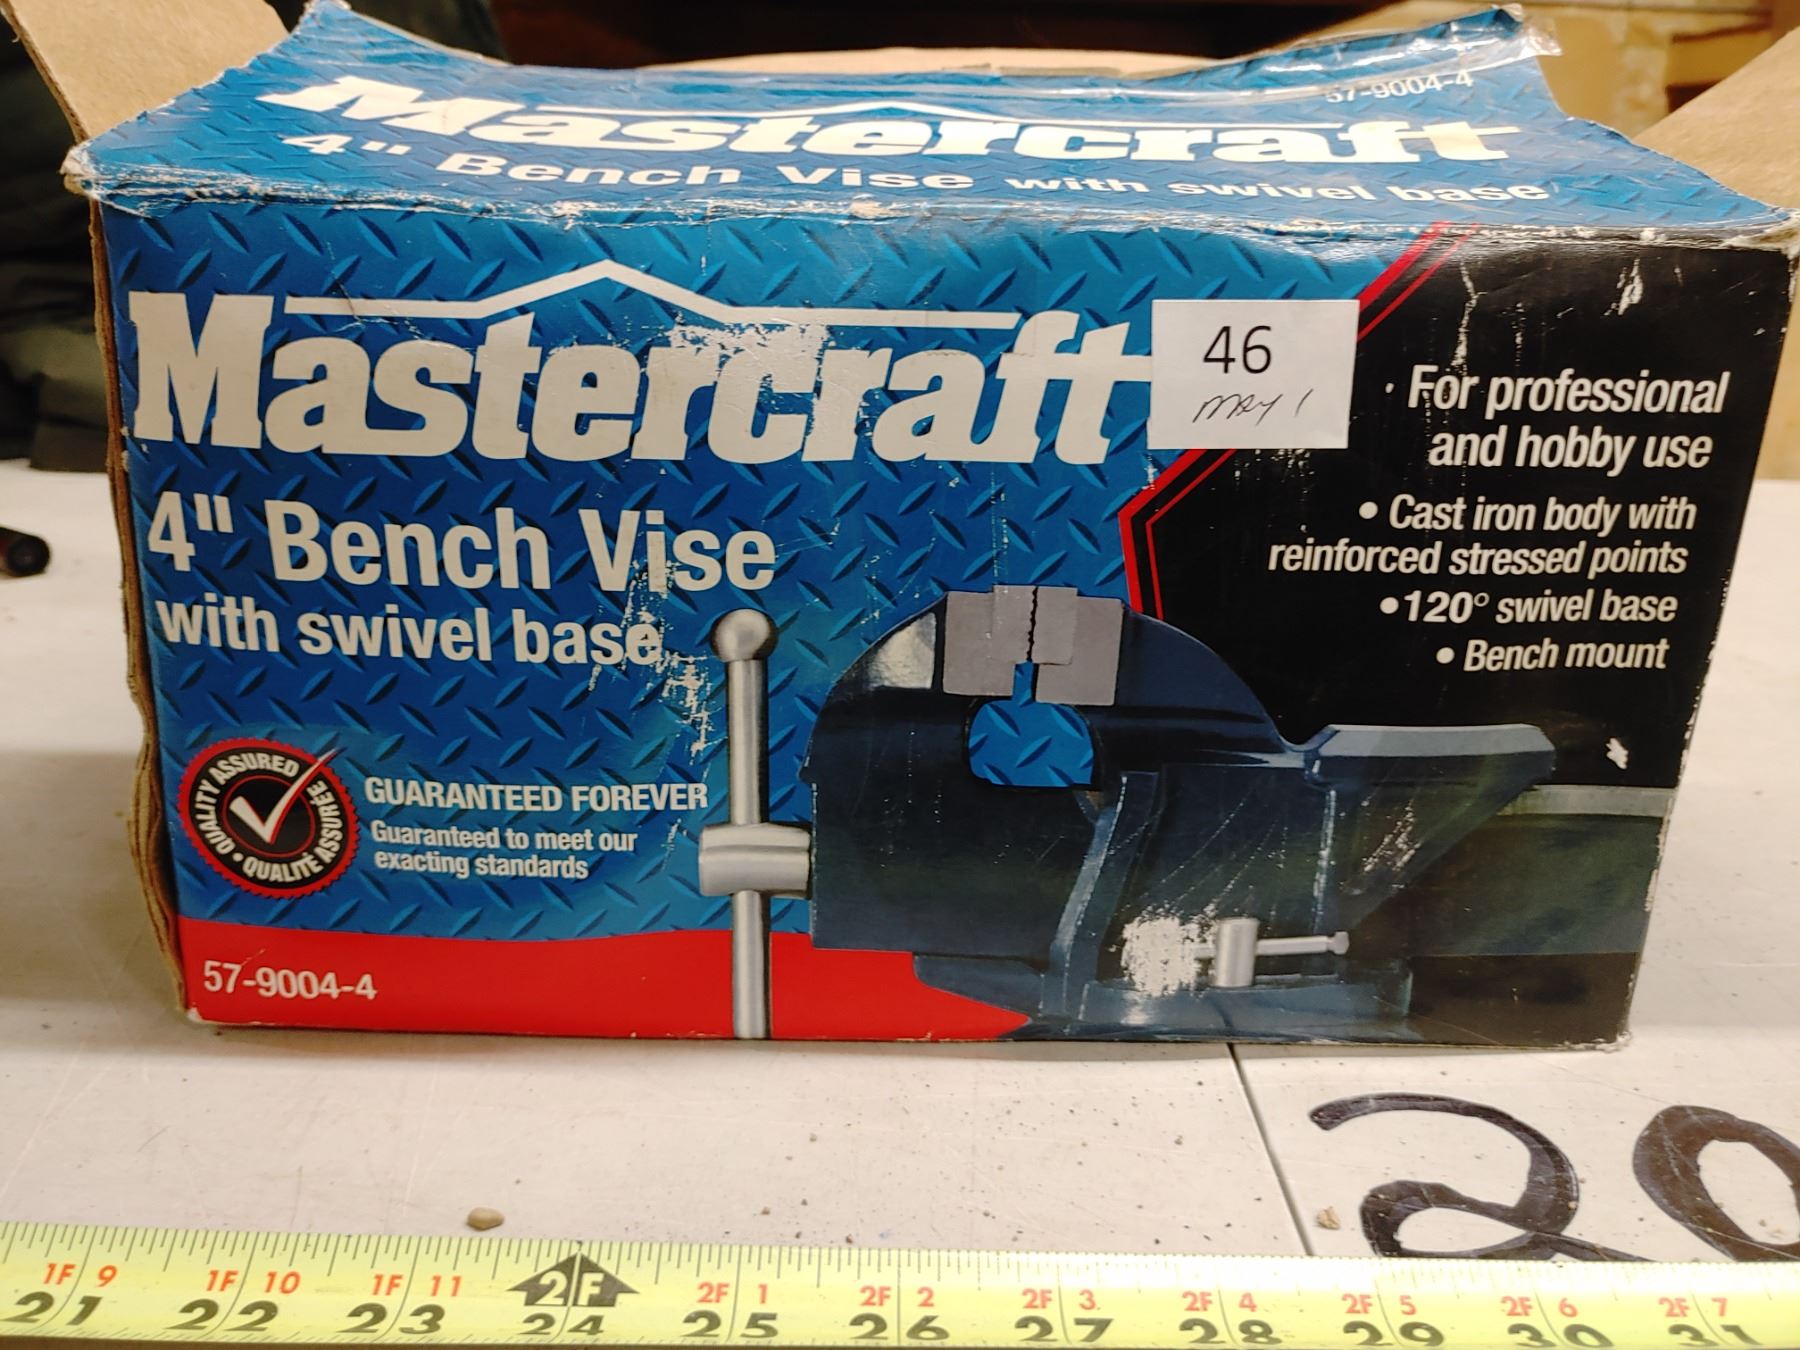 57-9004-4
Mastercraft
4" Bench Vise with swivel base
Mastercraft
46
May 1
4" Bench Vise
with swivel base
For professional
and hobby use
• Cast iron body with
reinforced stressed points
• 120° swivel base
• Bench mount
QUALITY ASSURED
• QUALITÉ ASSURÉE
GUARANTEED FOREVER
Guaranteed to meet our
exacting standards
57-9004-4
20
1F 9 1F 10 1F 11 2F 2F 1 2F 2 2F 3 2F 4 2F 5 2F 6 2F 7
21 22 23 24 25 26 27 28 29 30 31